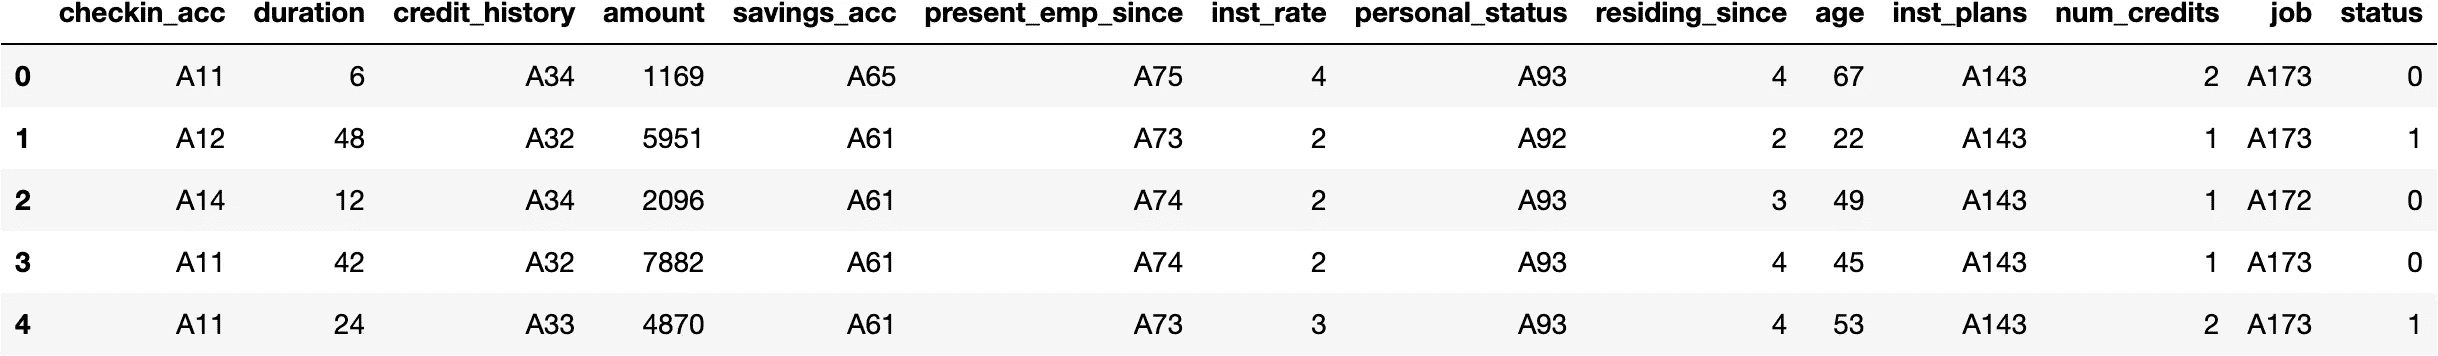 checkin_acc duration credit_history amount savings_acc present_emp_since inst_rate personal_status residing_since age inst_plans num_credits job status
0 A11 6 A34 1169 A65 A75 4 A93 4 67 A143 2 A173 0
1 A12 48 A32 5951 A61 A73 2 A92 2 22 A143 1 A173 1
2 A14 12 A34 2096 A61 A74 2 A93 3 49 A143 1 A172 0
3 A11 42 A32 7882 A61 A74 2 A93 4 45 A143 1 A173 0
4 A11 24 A33 4870 A61 A73 3 A93 4 53 A143 2 A173 1